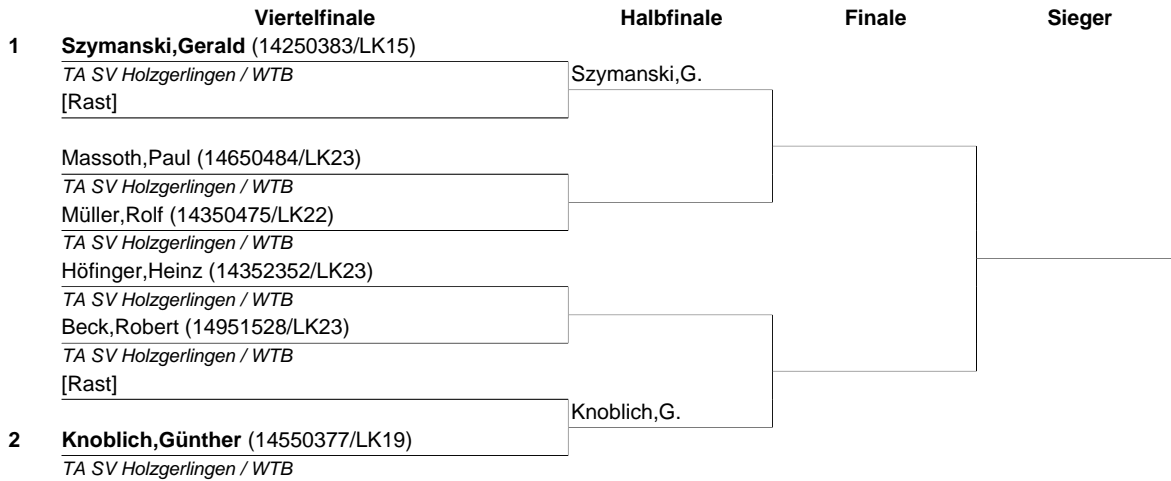 Viertelfinale Halbfinale Finale Sieger
1 Szymanski,Gerald (14250383/LK15)
TA SV Holzgerlingen / WTB Szymanski,G.
[Rast]
Massoth,Paul (14650484/LK23)
TA SV Holzgerlingen / WTB
Müller,Rolf (14350475/LK22)
TA SV Holzgerlingen / WTB
Höfinger,Heinz (14352352/LK23)
TA SV Holzgerlingen / WTB
Beck,Robert (14951528/LK23)
TA SV Holzgerlingen / WTB
[Rast]
Knoblich,G.
2 Knoblich,Günther (14550377/LK19)
TA SV Holzgerlingen / WTB